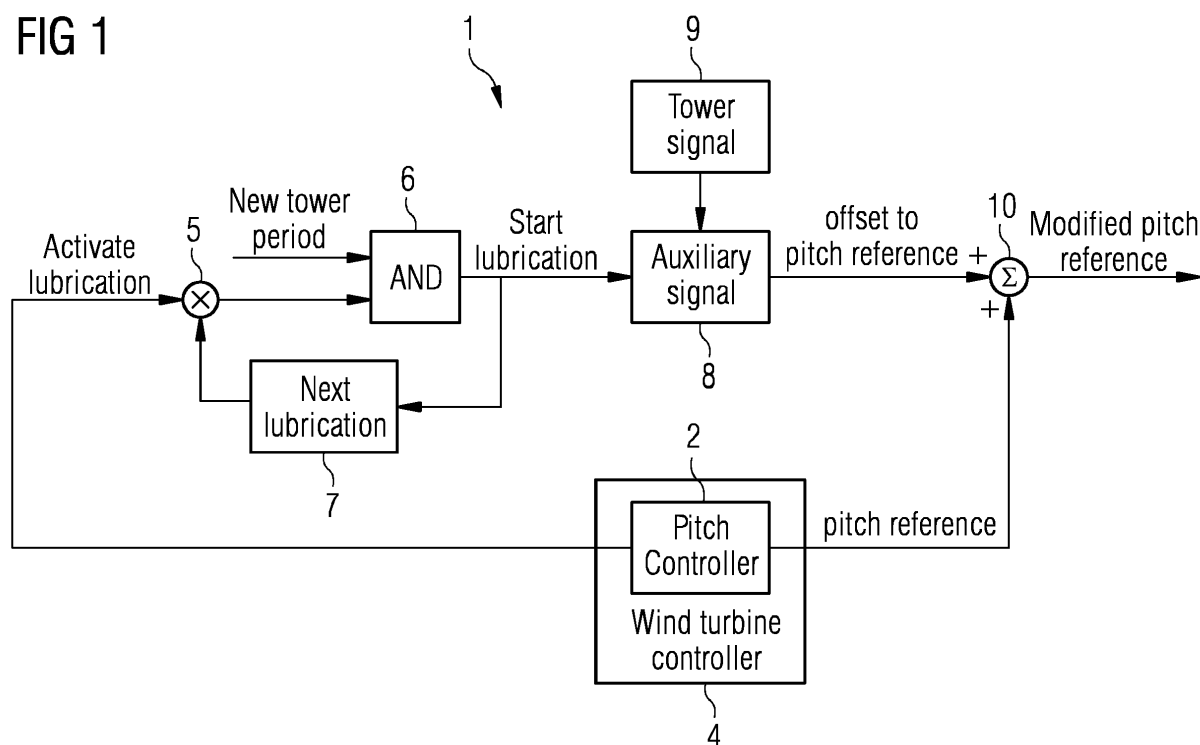 FIG 1
1
9
Tower
signal
6
New tower
period
5
Activate
lubrication
×
AND
Start
lubrication
Auxiliary
signal
8
offset to
pitch reference
+
10
Σ
+
Modified pitch
reference
Next
lubrication
7
2
Pitch
Controller
pitch reference
Wind turbine
controller
4